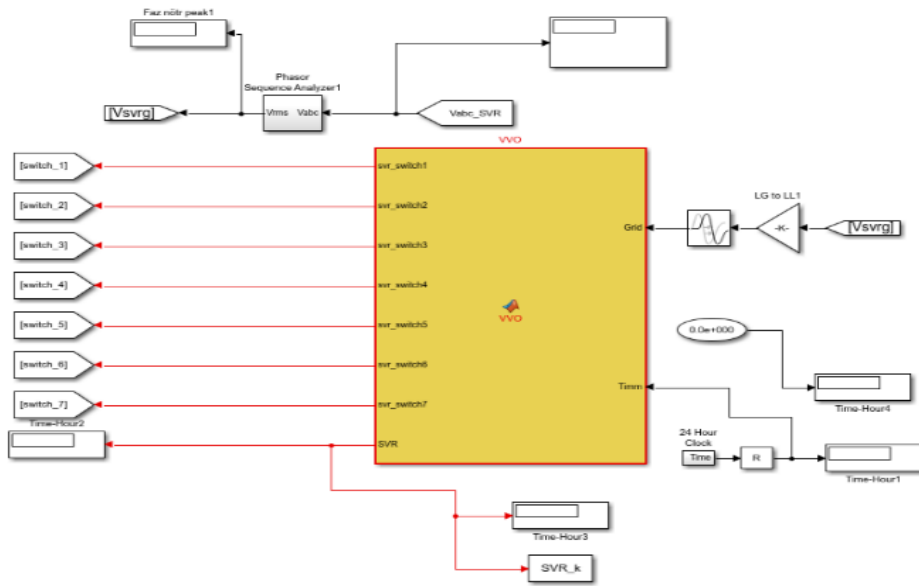 Faz nötr peak1
Phasor
Sequence Analyzer1
[Vsvrg]
Vrms
Vabc
Vabc_SVR
VVO
[switch_1]
svr_switch1
[switch_2]
svr_switch2
[switch_3]
svr_switch3
[switch_4]
svr_switch4
[switch_5]
svr_switch5
[switch_6]
svr_switch6
[switch_7]
svr_switch7
Time-Hour2
SVR
VVO
Grid
LG to LL1
-K-
[Vsvrg]
0.0e+000
Timm
Time-Hour4
24 Hour
Clock
Time
R
Time-Hour1
Time-Hour3
SVR_k